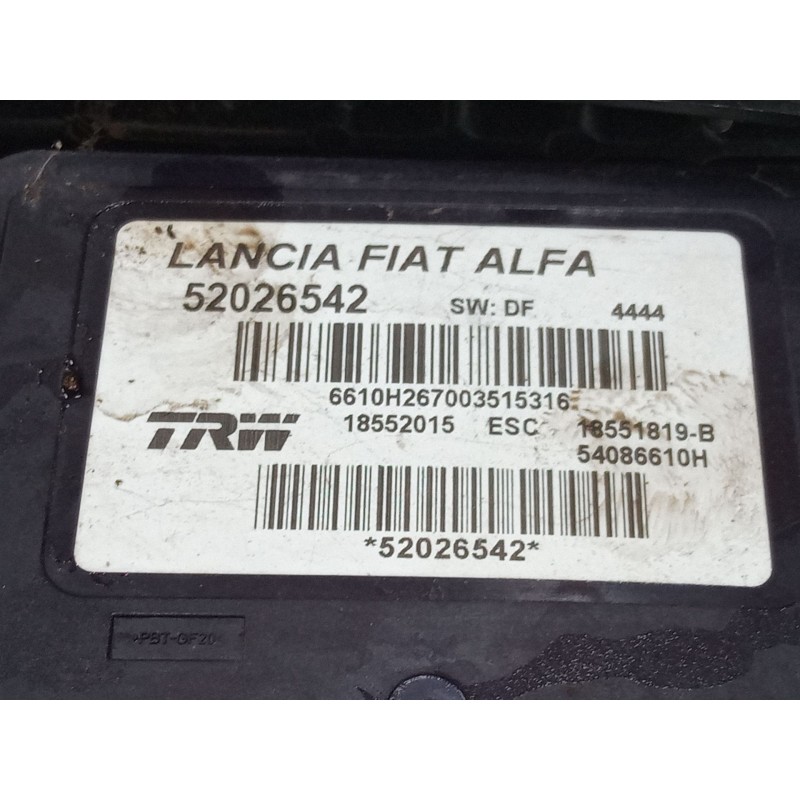 LANCIA FIAT ALFA
52026542 SW: DF 4444
6610H267003515316
TRW 18552015 ESC 18551819-B
54086610H
*52026542*
>PBT-GF20<